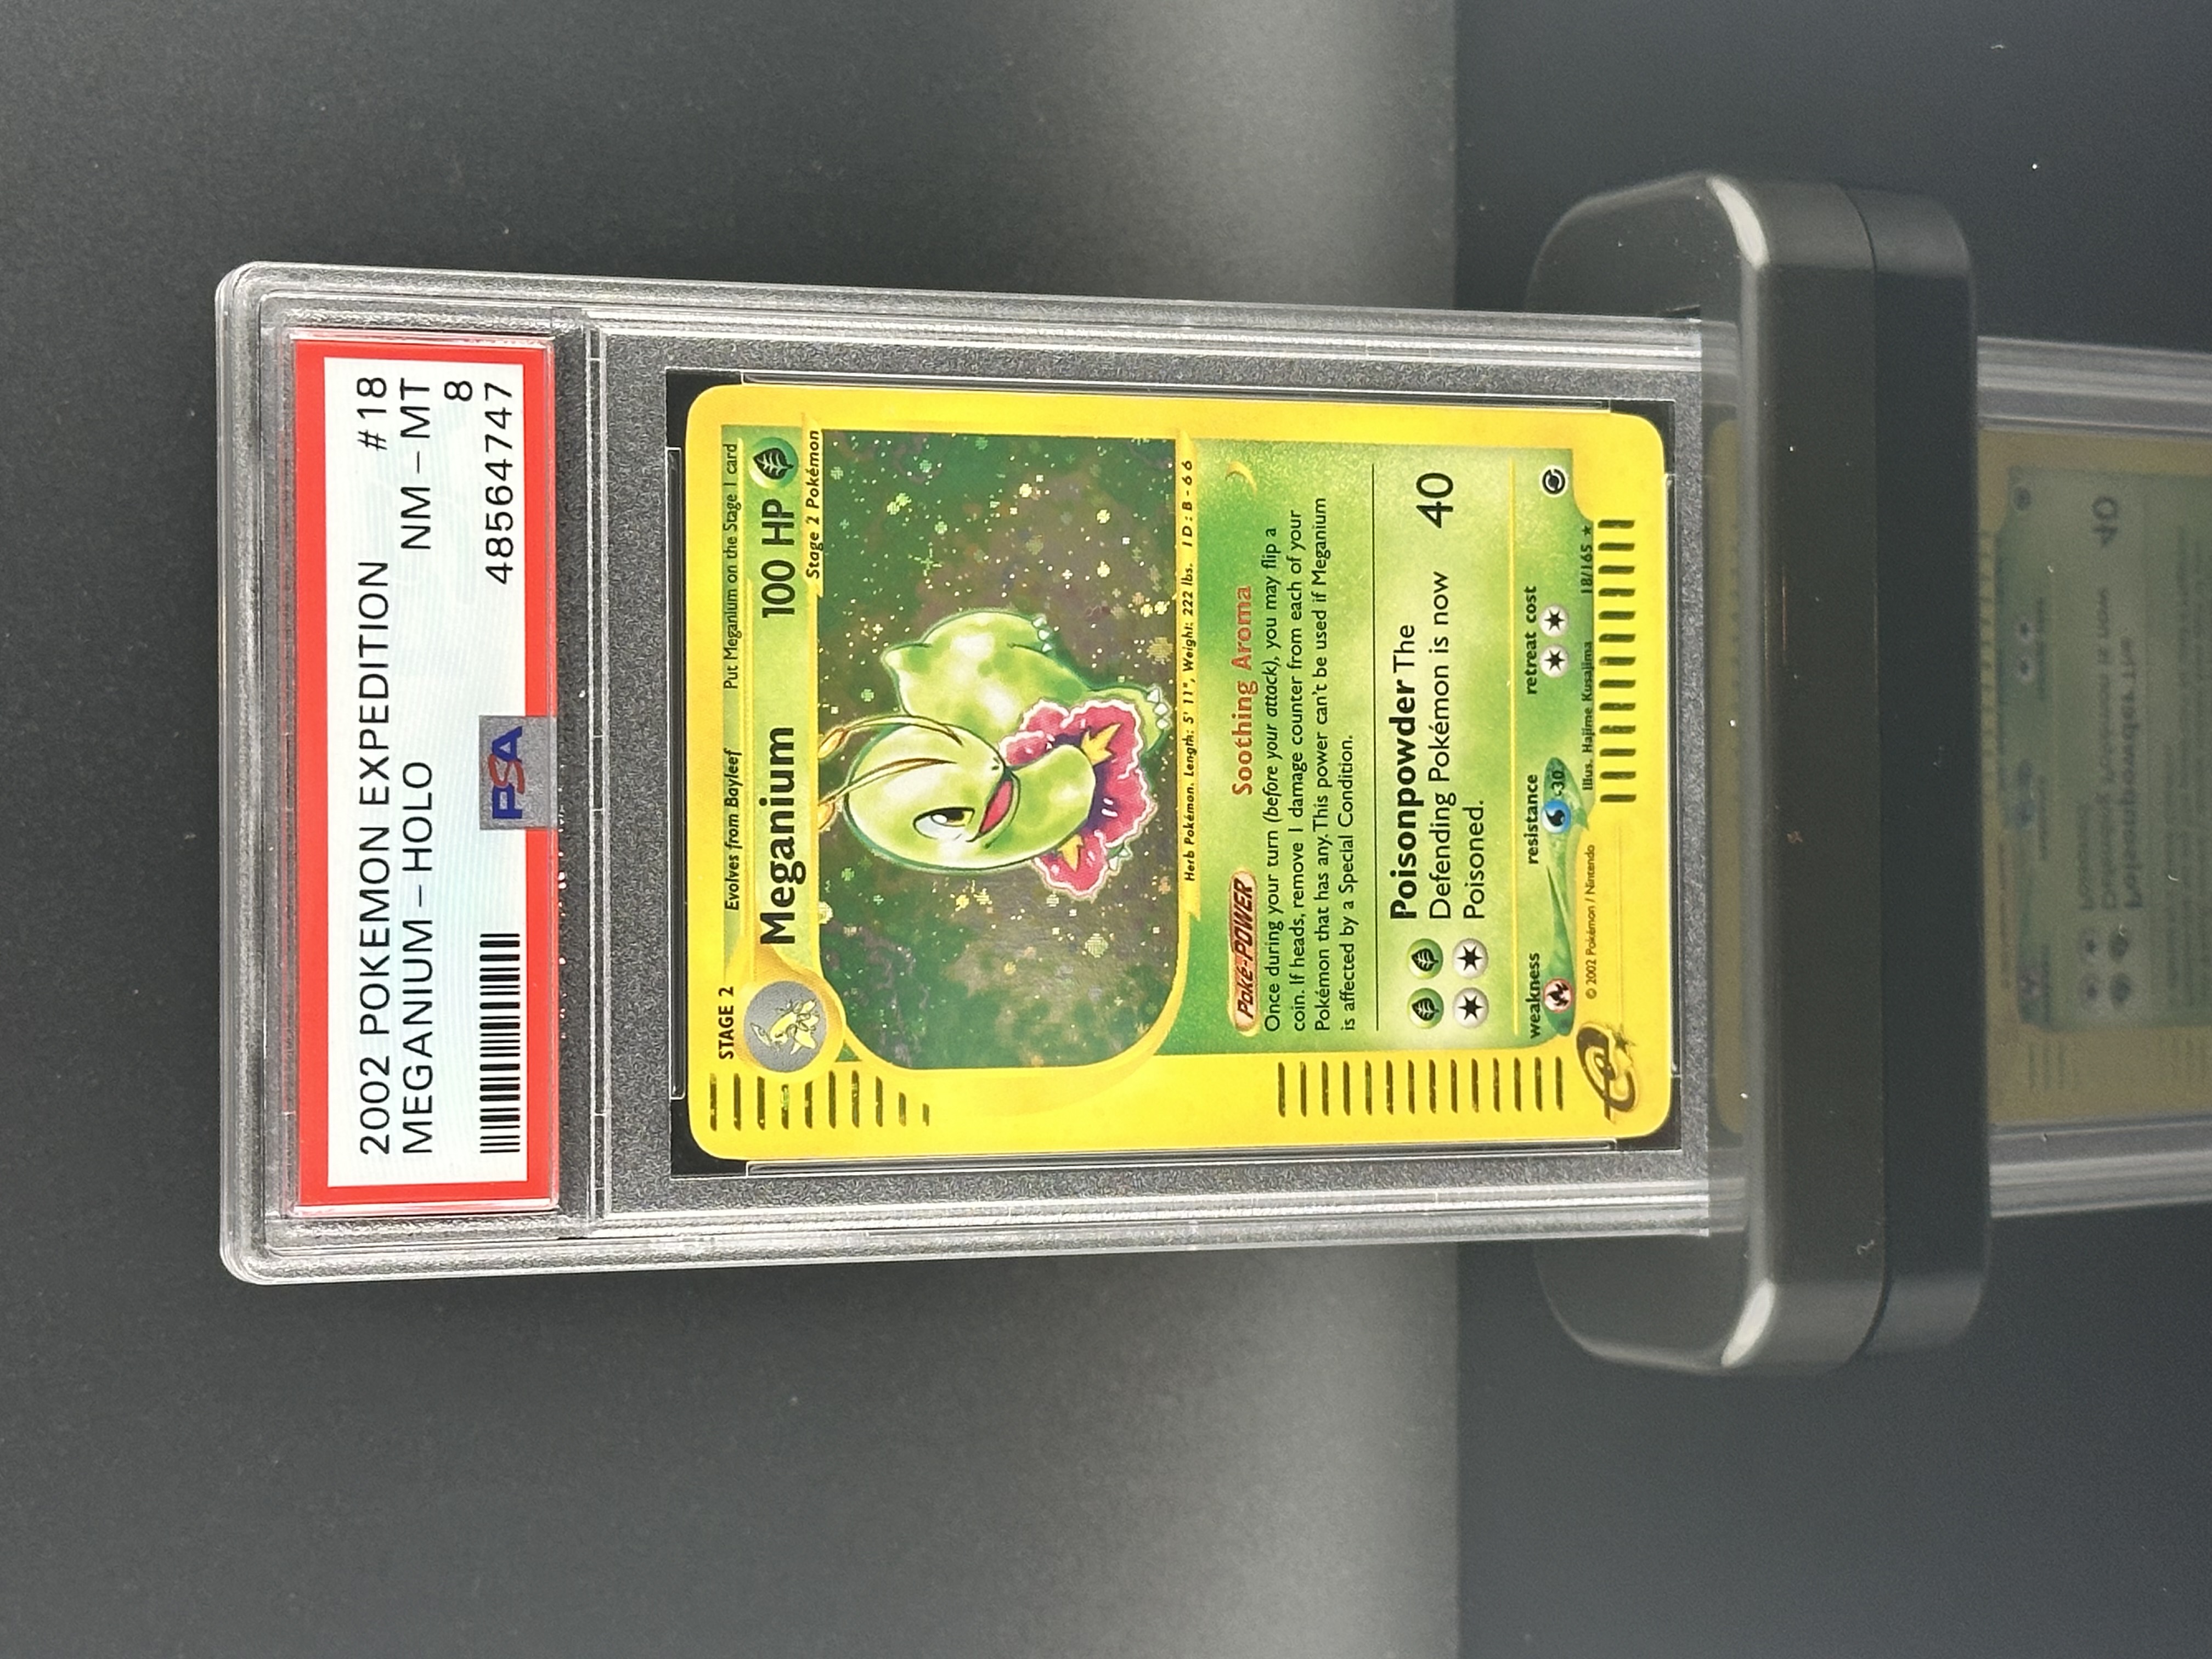 2002 POKEMON EXPEDITION #18
MEGANIUM - HOLO NM - MT
8
PSA 48564747
STAGE 2 Evolves from Bayleef Put Meganium on the Stage 1 card
Meganium 100 HP
Stage 2 Pokémon
Herb Pokémon. Length: 5' 11", Weight: 222 lbs. ID: B-66
Poké-POWER Soothing Aroma
Once during your turn (before your attack), you may flip a
coin. If heads, remove 1 damage counter from each of your
Pokémon that has any. This power can't be used if Meganium
is affected by a Special Condition.
Poisonpowder The
Defending Pokémon is now 40
Poisoned.
weakness resistance retreat cost
-30
Illus. Hajime Kusajima 18/165 ★
© 2002 Pokémon / Nintendo
e